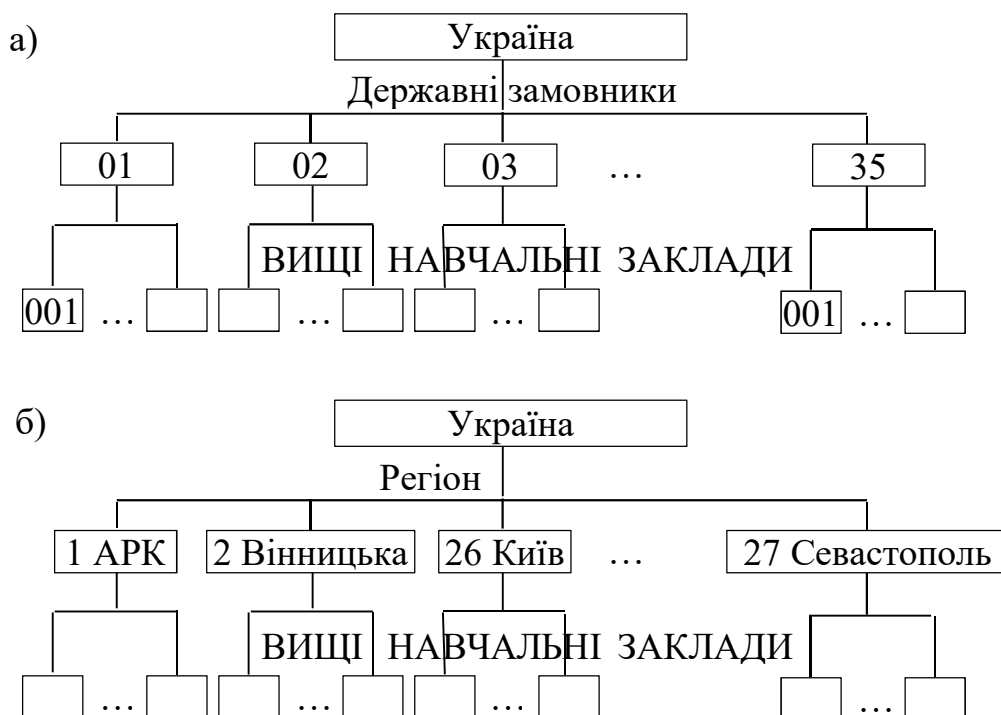 а)
Україна
Державні замовники
01 02 03 … 35
ВИЩІ НАВЧАЛЬНІ ЗАКЛАДИ
001 … … … 001 …
б)
Україна
Регіон
1 АРК 2 Вінницька 26 Київ … 27 Севастополь
ВИЩІ НАВЧАЛЬНІ ЗАКЛАДИ
… … … …